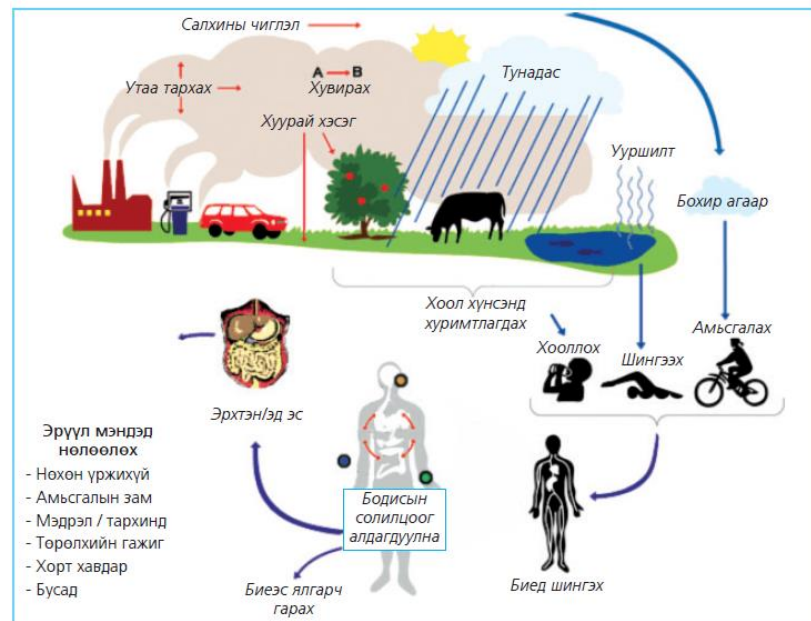 Салхины чиглэл
Утаа тархах
A → B
Хувирах
Тунадас
Хуурай хэсэг
Ууршилт
Бохир агаар
Хоол хүнсэнд
хуримтлагдах
Хооллох
Шингээх
Амьсгалах
Эрхтэн/эд эс
Эрүүл мэндэд
нөлөөлөх
- Нөхөн үржихүй
- Амьсгалын зам
- Мэдрэл / тархинд
- Төрөлхийн гажиг
- Хорт хавдар
- Бусад
Бодисын
солилцоог
алдагдуулна
Биеэс ялгарч
гарах
Биед шингэх